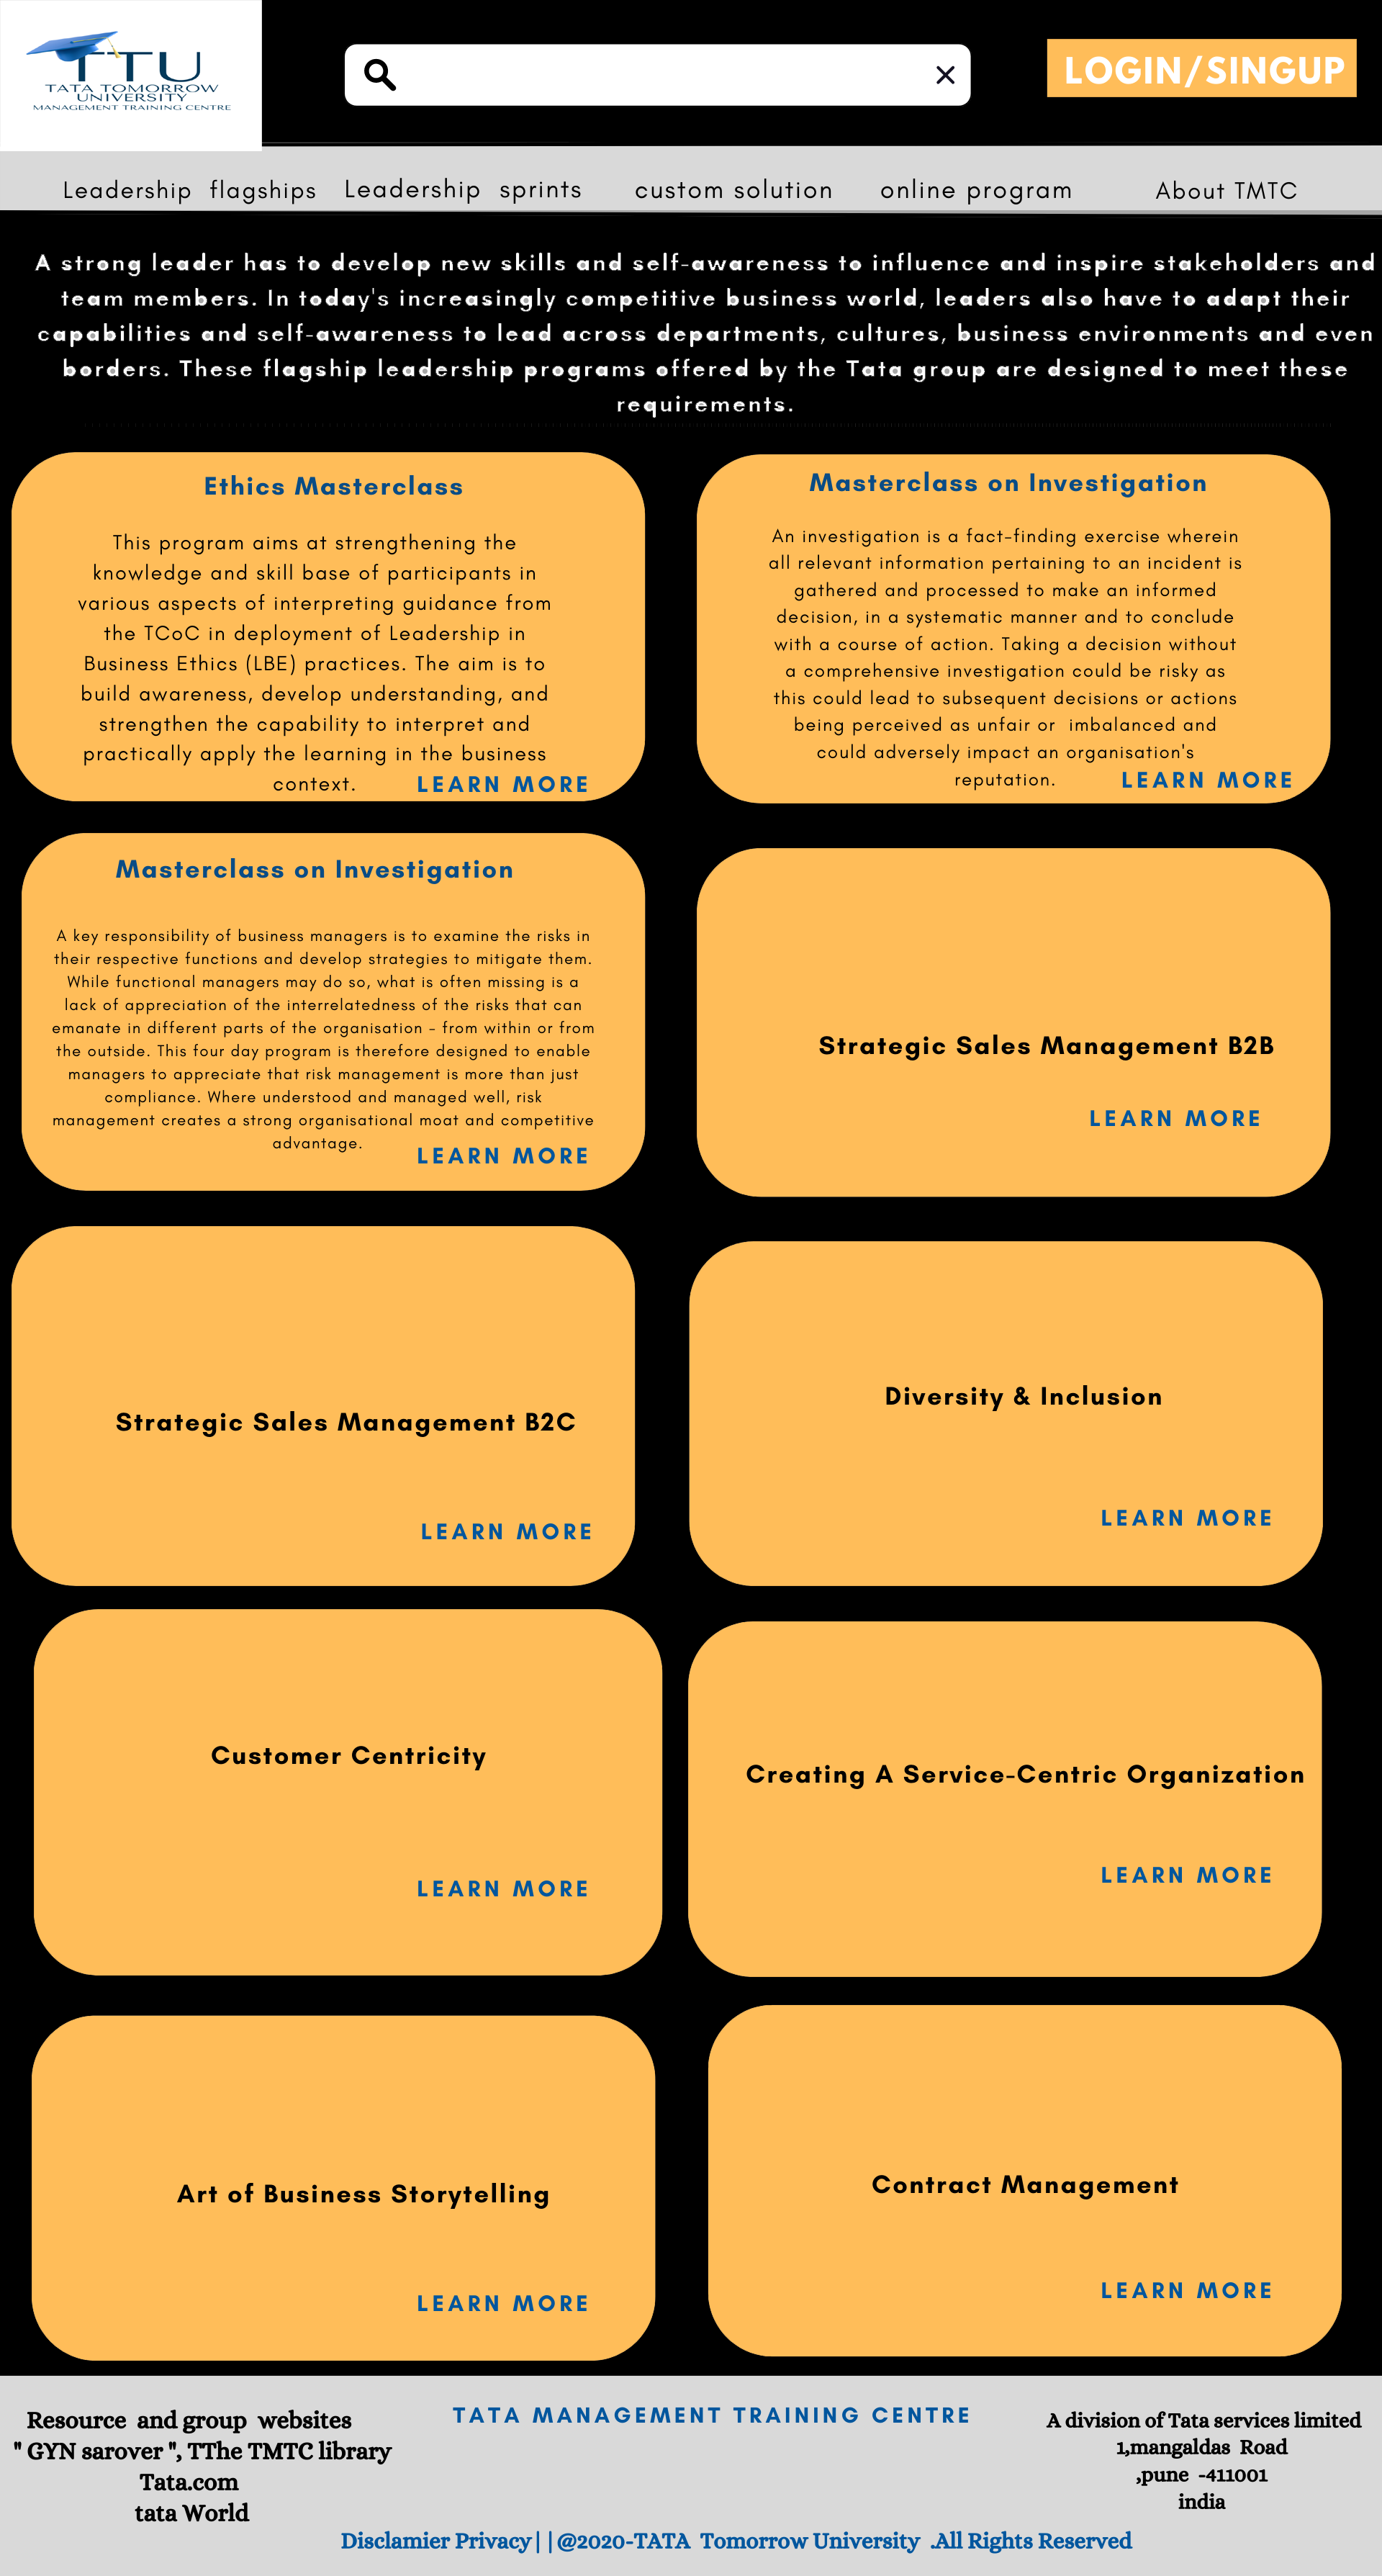 TTU
TATA TOMORROW
UNIVERSITY
MANAGEMENT TRAINING CENTRE
LOGIN/SINGUP
Leadership flagships Leadership sprints custom solution online program About TMTC
A strong leader has to develop new skills and self-awareness to influence and inspire stakeholders and
team members. In today's increasingly competitive business world, leaders also have to adapt their
capabilities and self-awareness to lead across departments, cultures, business environments and even
borders. These flagship leadership programs offered by the Tata group are designed to meet these
requirements.
Ethics Masterclass
This program aims at strengthening the
knowledge and skill base of participants in
various aspects of interpreting guidance from
the TCoC in deployment of Leadership in
Business Ethics (LBE) practices. The aim is to
build awareness, develop understanding, and
strengthen the capability to interpret and
practically apply the learning in the business
context.
LEARN MORE
Masterclass on Investigation
An investigation is a fact-finding exercise wherein
all relevant information pertaining to an incident is
gathered and processed to make an informed
decision, in a systematic manner and to conclude
with a course of action. Taking a decision without
a comprehensive investigation could be risky as
this could lead to subsequent decisions or actions
being perceived as unfair or imbalanced and
could adversely impact an organisation's
reputation.
LEARN MORE
Masterclass on Investigation
A key responsibility of business managers is to examine the risks in
their respective functions and develop strategies to mitigate them.
While functional managers may do so, what is often missing is a
lack of appreciation of the interrelatedness of the risks that can
emanate in different parts of the organisation - from within or from
the outside. This four day program is therefore designed to enable
managers to appreciate that risk management is more than just
compliance. Where understood and managed well, risk
management creates a strong organisational moat and competitive
advantage.
LEARN MORE
Strategic Sales Management B2B
LEARN MORE
Strategic Sales Management B2C
LEARN MORE
Diversity & Inclusion
LEARN MORE
Customer Centricity
LEARN MORE
Creating A Service-Centric Organization
LEARN MORE
Art of Business Storytelling
LEARN MORE
Contract Management
LEARN MORE
Resource and group websites
" GYN sarover ", TThe TMTC library
Tata.com
tata World
TATA MANAGEMENT TRAINING CENTRE
A division of Tata services limited
1,mangaldas Road
,pune -411001
india
Disclamier Privacy||@2020-TATA Tomorrow University .All Rights Reserved